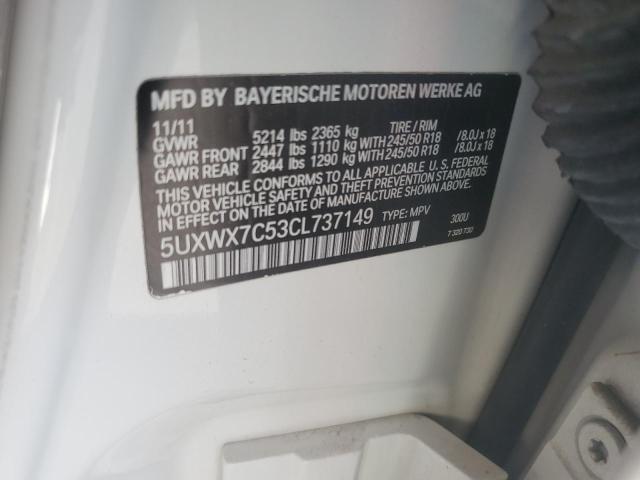 MFD BY BAYERISCHE MOTOREN WERKE AG
11/11 TIRE / RIM
GVWR 5214 lbs 2365 kg
GAWR FRONT 2447 lbs 1110 kg WITH 245/50 R18 /8.0J x 18
GAWR REAR 2844 lbs 1290 kg WITH 245/50 R18 /8.0J x 18
THIS VEHICLE CONFORMS TO ALL APPLICABLE U.S. FEDERAL
MOTOR VEHICLE SAFETY AND THEFT PREVENTION STANDARDS
IN EFFECT ON THE DATE OF MANUFACTURE SHOWN ABOVE.
5UXWX7C53CL737149 TYPE: MPV 300U
7 320 730